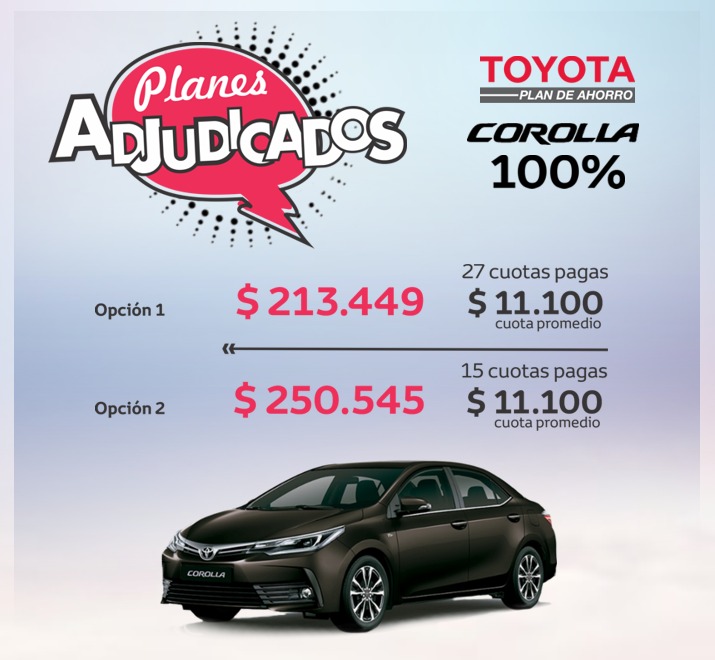 Planes
ADJUDICADOS
TOYOTA
PLAN DE AHORRO
COROLLA
100%
27 cuotas pagas
Opción 1 $ 213.449 $ 11.100
cuota promedio
15 cuotas pagas
Opción 2 $ 250.545 $ 11.100
cuota promedio
COROLLA